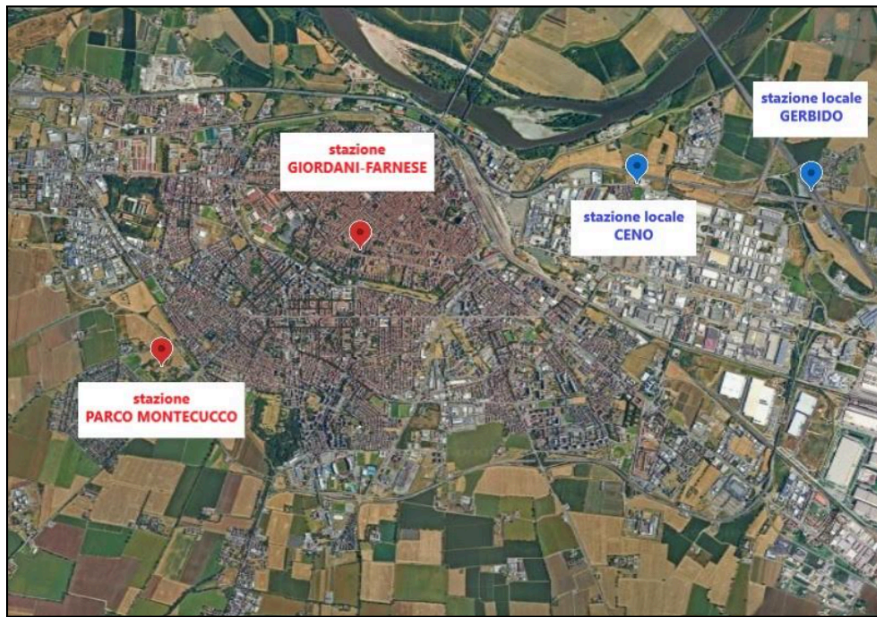 stazione locale
GERBIDO
stazione
GIORDANI-FARNESE
stazione locale
CENO
stazione
PARCO MONTECUCCO